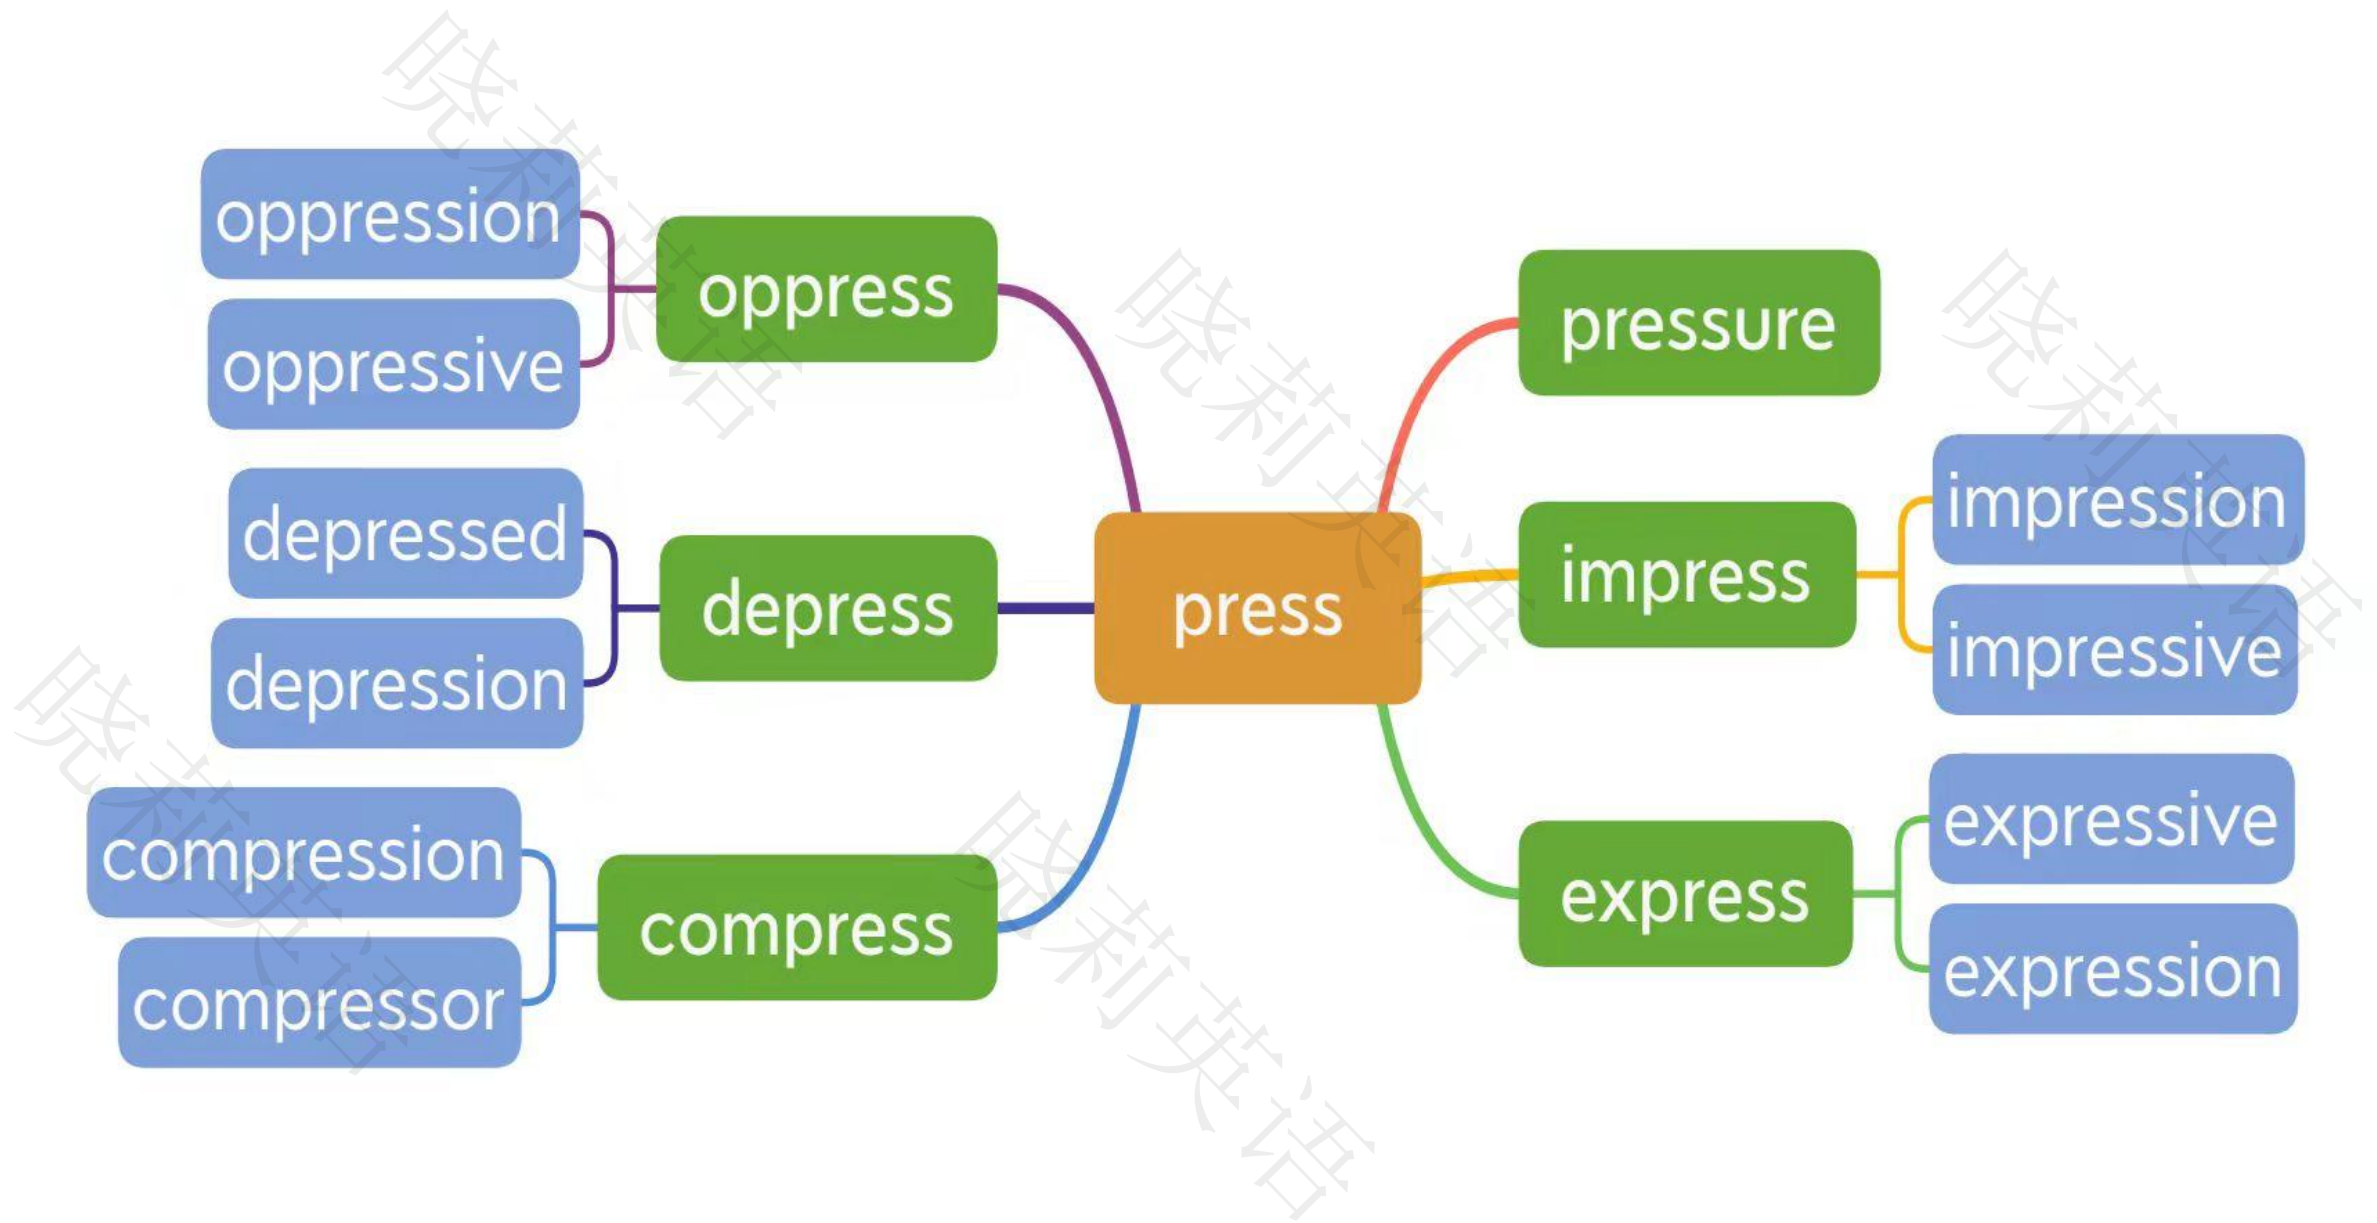 oppression
oppressive
oppress
depressed
depression
depress
compression
compressor
compress
press
pressure
impress
impression
impressive
express
expressive
expression
晓莉英语
晓莉英语
晓莉英语
晓莉英语
晓莉英语